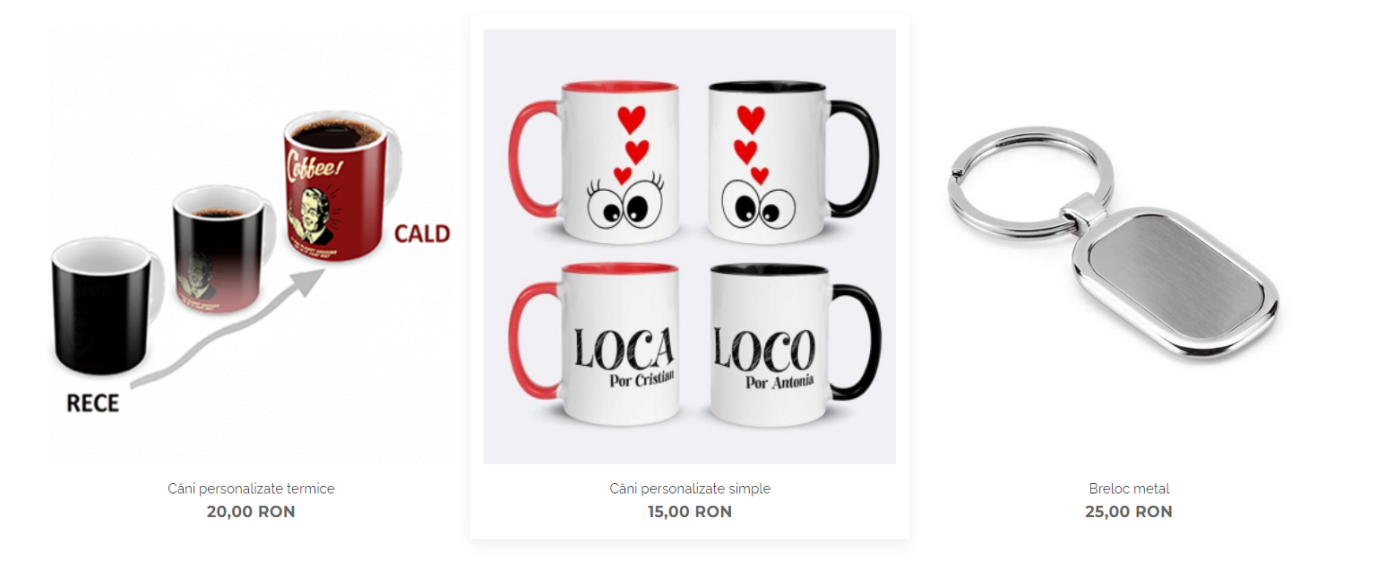 Coffee!
CALD
RECE
LOCA
Por Cristian
LOCO
Por Antonia
Căni personalizate termice
20,00 RON
Căni personalizate simple
15,00 RON
Breloc metal
25,00 RON